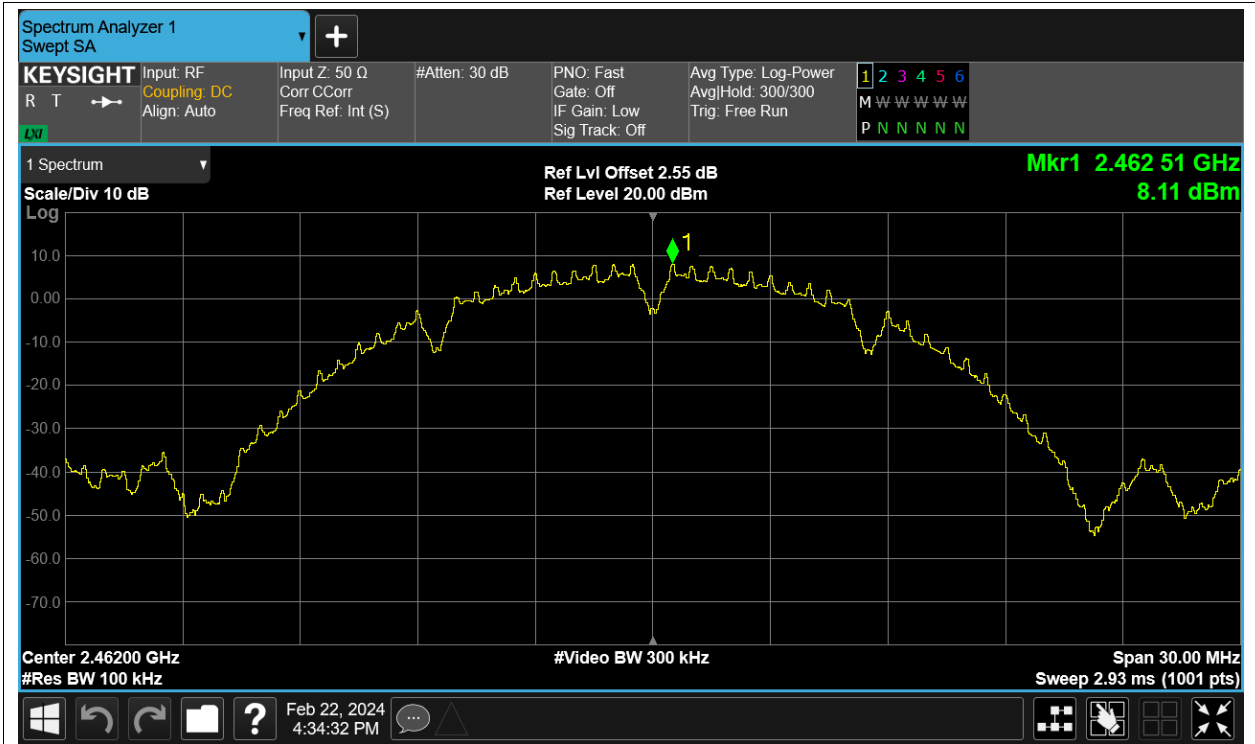 Spectrum Analyzer 1
Swept SA
KEYSIGHT
R T
LXI
Input: RF
Coupling: DC
Align: Auto
Input Z: 50 Ω
Corr CCorr
Freq Ref: Int (S)
#Atten: 30 dB
PNO: Fast
Gate: Off
IF Gain: Low
Sig Track: Off
Avg Type: Log-Power
Avg|Hold: 300/300
Trig: Free Run
1 2 3 4 5 6
M W W W W W
P N N N N N
1 Spectrum
Scale/Div 10 dB
Log
Ref Lvl Offset 2.55 dB
Ref Level 20.00 dBm
Mkr1 2.462 51 GHz
8.11 dBm
1
10.0
0.00
-10.0
-20.0
-30.0
-40.0
-50.0
-60.0
-70.0
Center 2.46200 GHz
#Res BW 100 kHz
#Video BW 300 kHz
Span 30.00 MHz
Sweep 2.93 ms (1001 pts)
?
Feb 22, 2024
4:34:32 PM